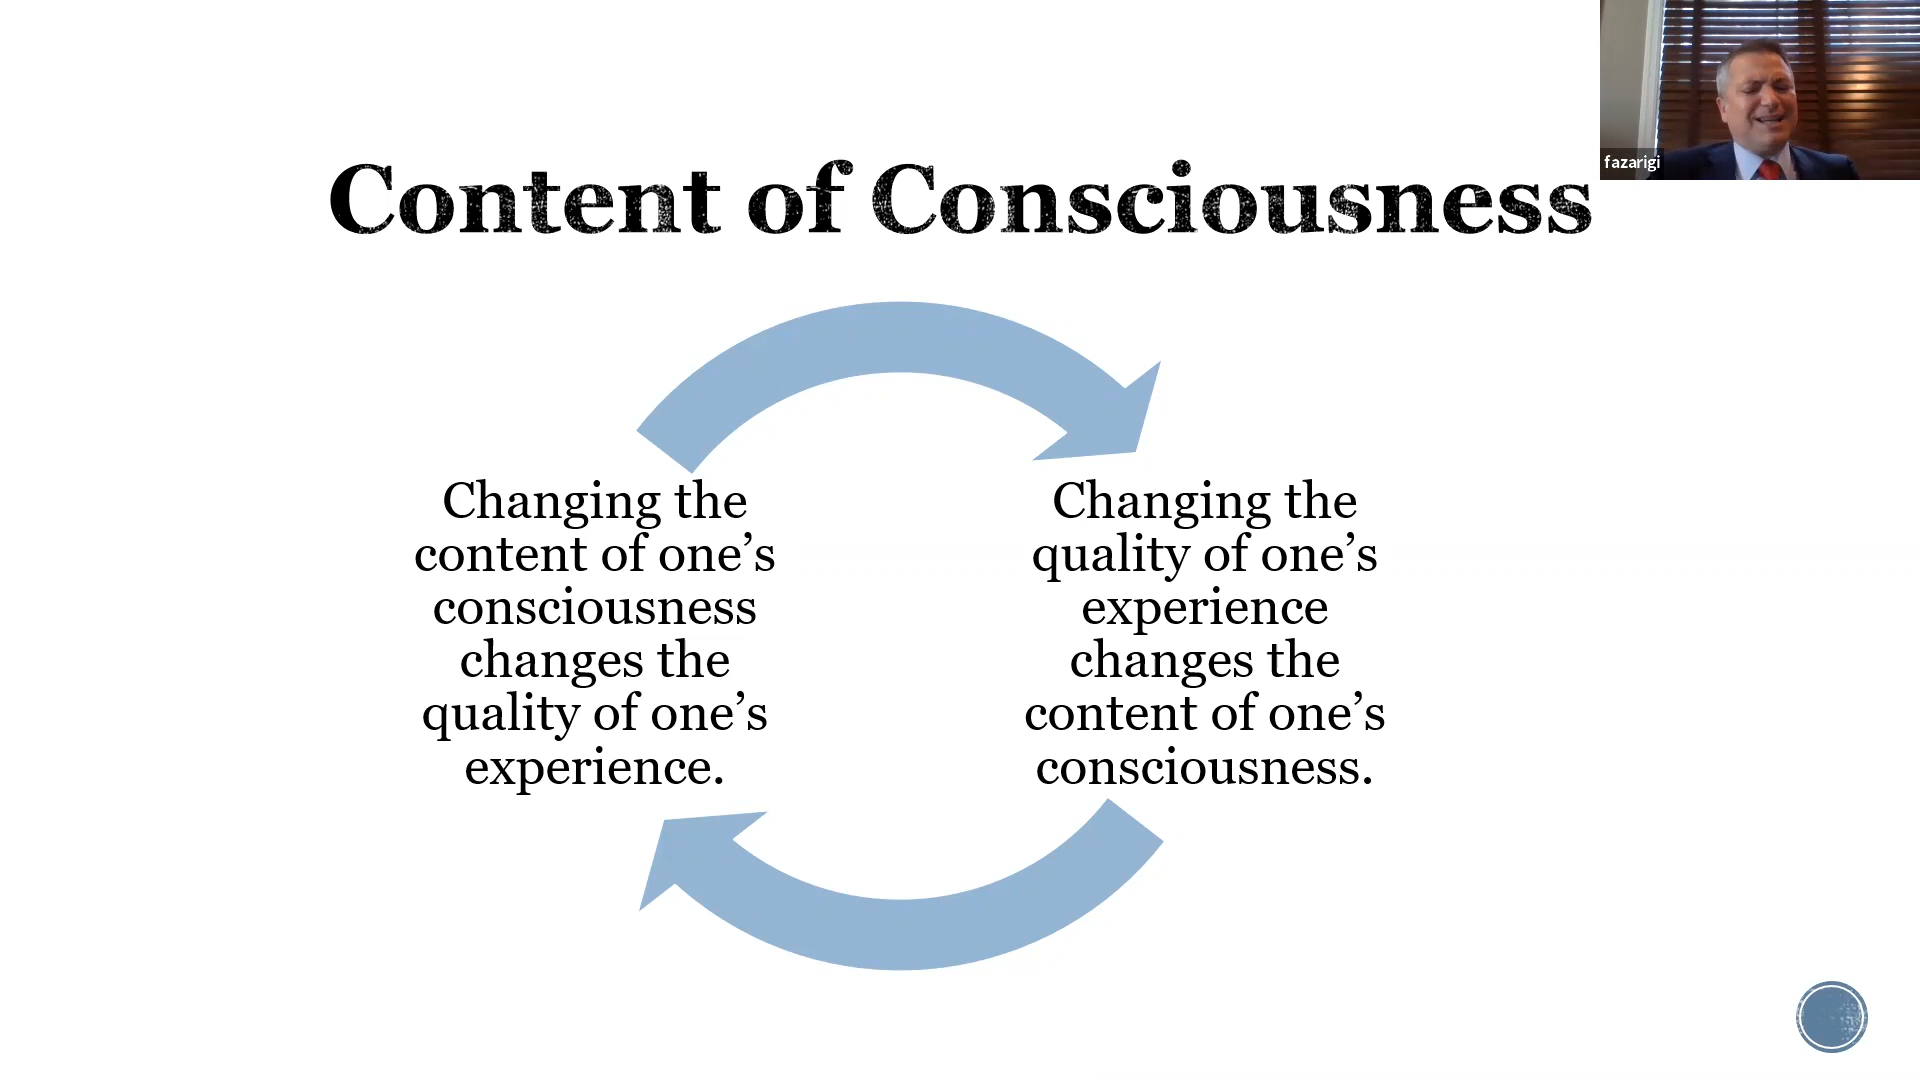 Content of Consciousness
fazarigi
Changing the
content of one’s
consciousness
changes the
quality of one’s
experience.
Changing the
quality of one’s
experience
changes the
content of one’s
consciousness.